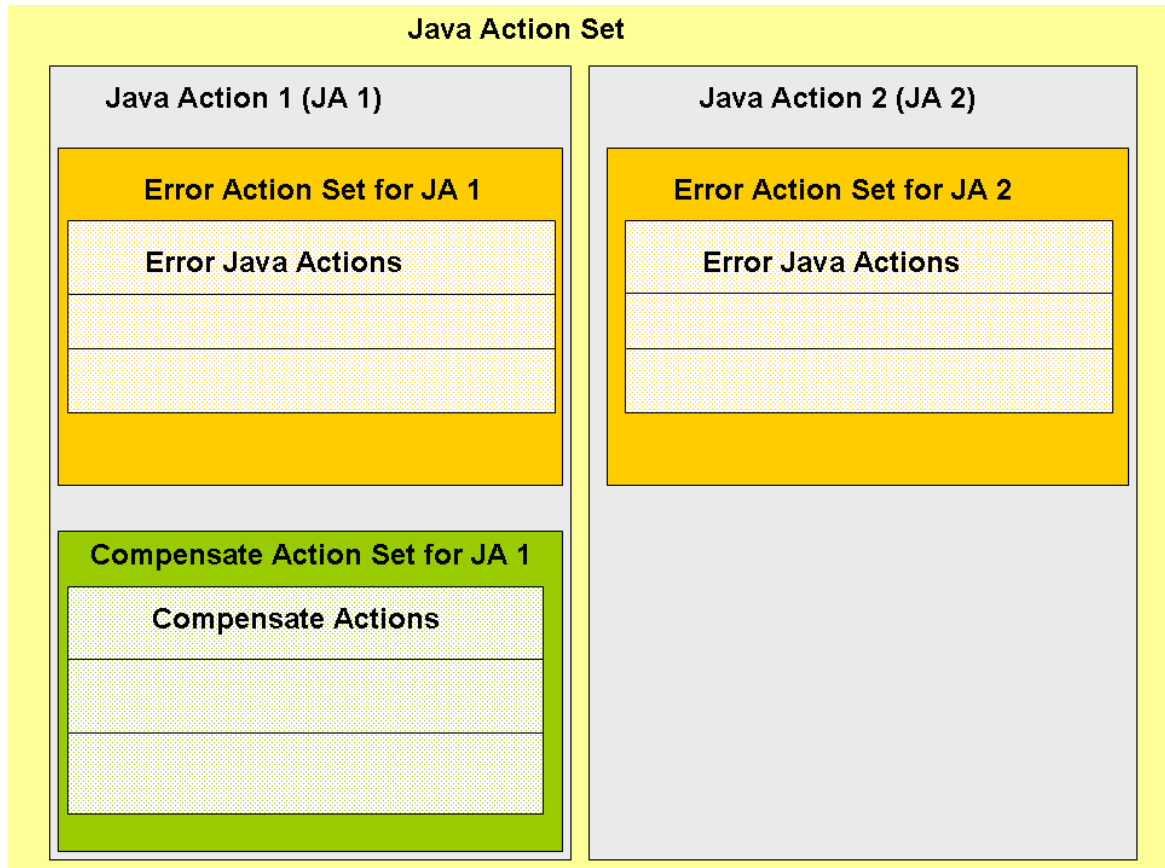 Java Action Set
Java Action 1 (JA 1)
Error Action Set for JA 1
Error Java Actions
Compensate Action Set for JA 1
Compensate Actions
Java Action 2 (JA 2)
Error Action Set for JA 2
Error Java Actions